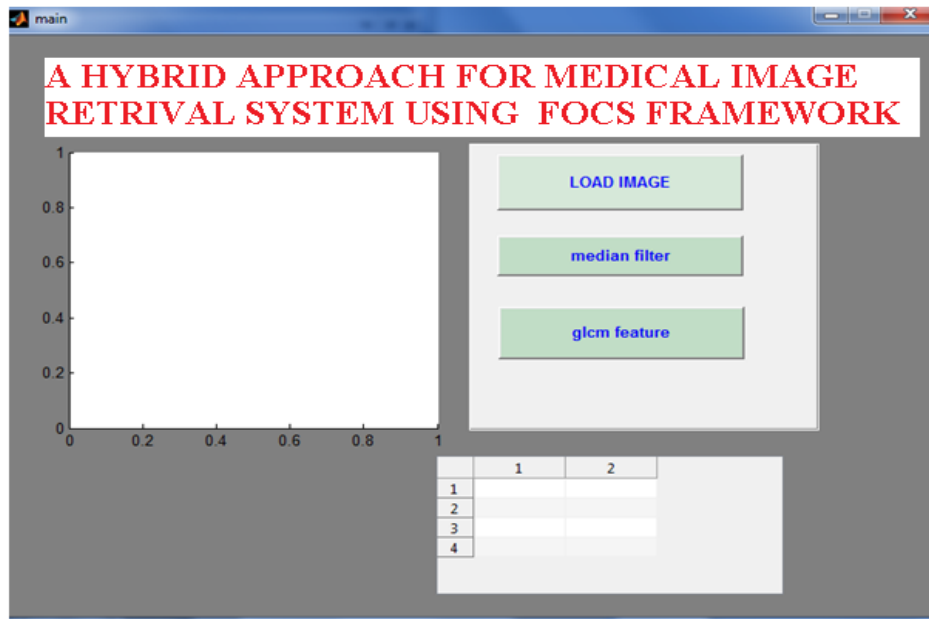 main
A HYBRID APPROACH FOR MEDICAL IMAGE
RETRIVAL SYSTEM USING FOCS FRAMEWORK
1
0.8
0.6
0.4
0.2
0
0 0.2 0.4 0.6 0.8 1
LOAD IMAGE
median filter
glcm feature
1 2
1
2
3
4